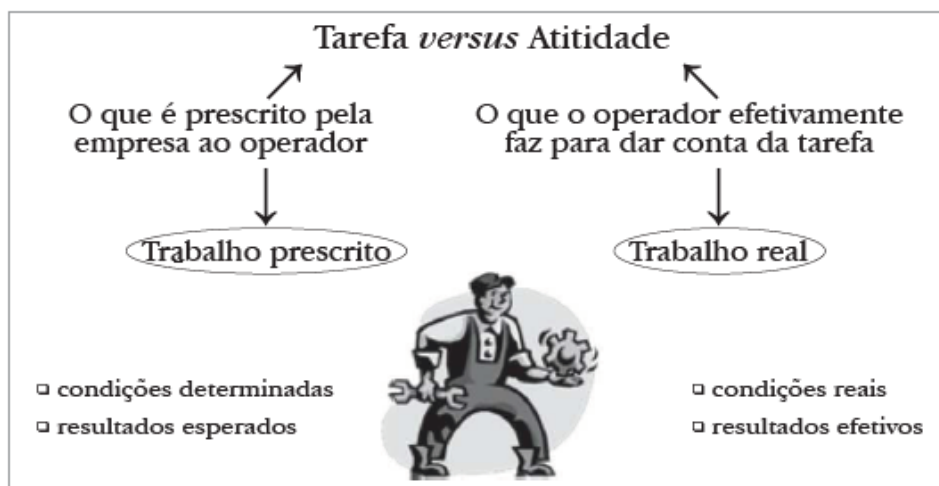 Tarefa versus Atitidade
O que é prescrito pela
empresa ao operador
O que o operador efetivamente
faz para dar conta da tarefa
Trabalho prescrito
Trabalho real
condições determinadas
resultados esperados
condições reais
resultados efetivos